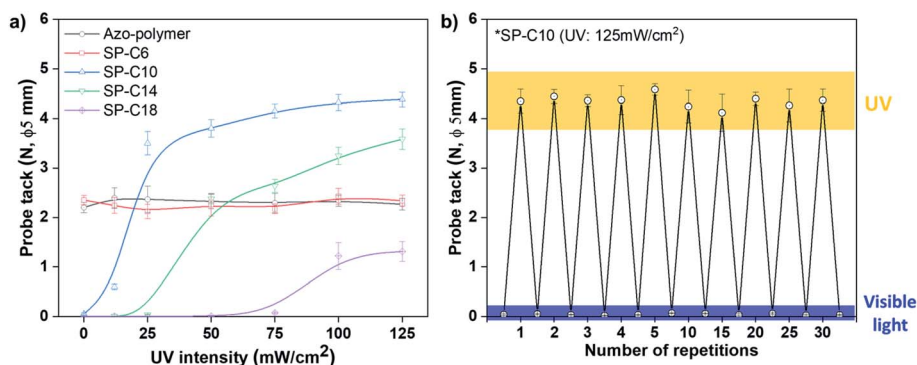 a)
Azo-polymer
SP-C6
SP-C10
SP-C14
SP-C18
Probe tack (N, ϕ5 mm)
6
5
4
3
2
1
0
0 25 50 75 100 125
UV intensity (mW/cm²)
b)
*SP-C10 (UV: 125mW/cm²)
Probe tack (N, ϕ 5mm)
6
5
4
3
2
1
0
1 2 3 4 5 10 15 20 25 30
Number of repetitions
UV
Visible
light